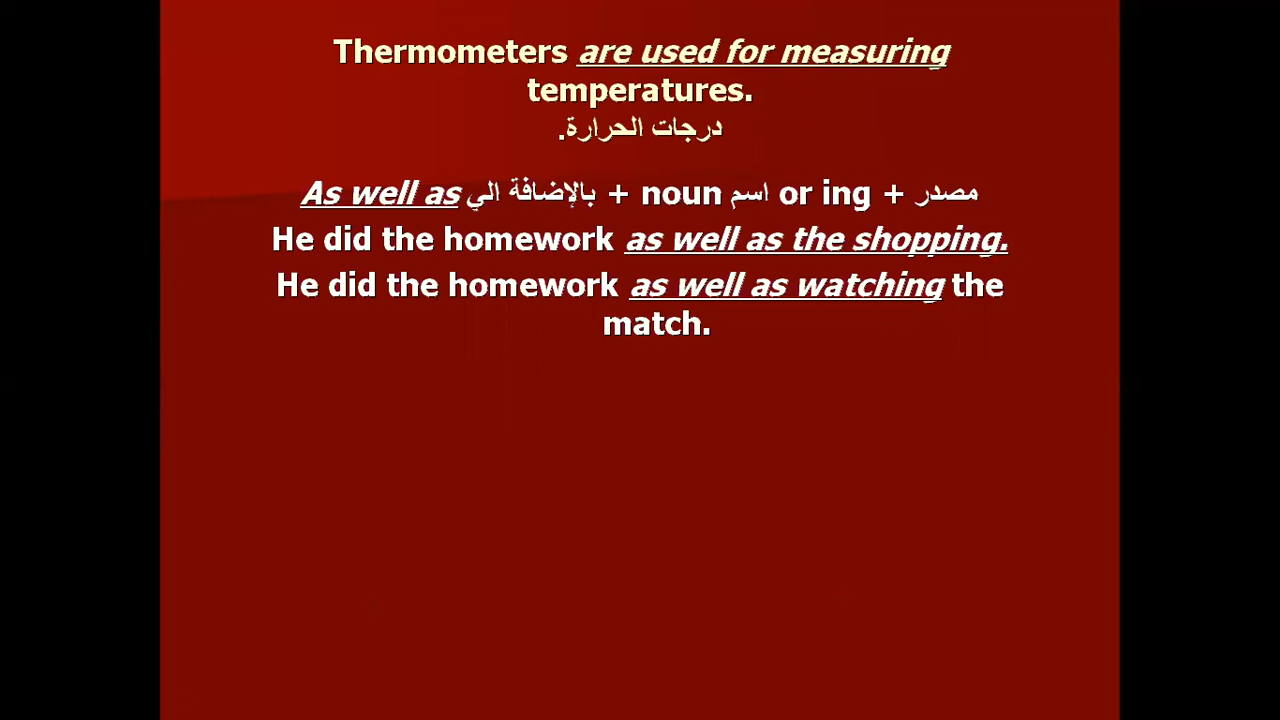 Thermometers are used for measuring
temperatures.
درجات الحرارة.
As well as بالإضافة الي + noun اسم or ing + مصدر
He did the homework as well as the shopping.
He did the homework as well as watching the
match.